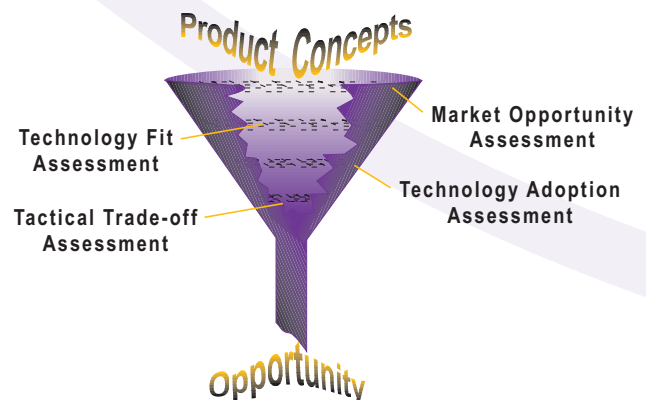 Product Concepts
Market Opportunity
Assessment
Technology Fit
Assessment
Technology Adoption
Assessment
Tactical Trade-off
Assessment
Opportunity